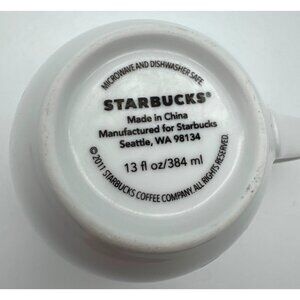 MICROWAVE AND DISHWASHER SAFE.
STARBUCKS®
Made in China
Manufactured for Starbucks
Seattle, WA 98134
13 fl oz/384 ml
© 2011 STARBUCKS COFFEE COMPANY. ALL RIGHTS RESERVED.